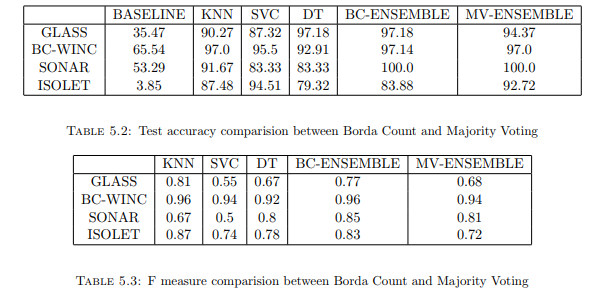 BASELINE KNN SVC DT BC-ENSEMBLE MV-ENSEMBLE
GLASS 35.47 90.27 87.32 97.18 97.18 94.37
BC-WINC 65.54 97.0 95.5 92.91 97.14 97.0
SONAR 53.29 91.67 83.33 83.33 100.0 100.0
ISOLET 3.85 87.48 94.51 79.32 83.88 92.72
TABLE 5.2: Test accuracy comparision between Borda Count and Majority Voting
KNN SVC DT BC-ENSEMBLE MV-ENSEMBLE
GLASS 0.81 0.55 0.67 0.77 0.68
BC-WINC 0.96 0.94 0.92 0.96 0.94
SONAR 0.67 0.5 0.8 0.85 0.81
ISOLET 0.87 0.74 0.78 0.83 0.72
TABLE 5.3: F measure comparision between Borda Count and Majority Voting